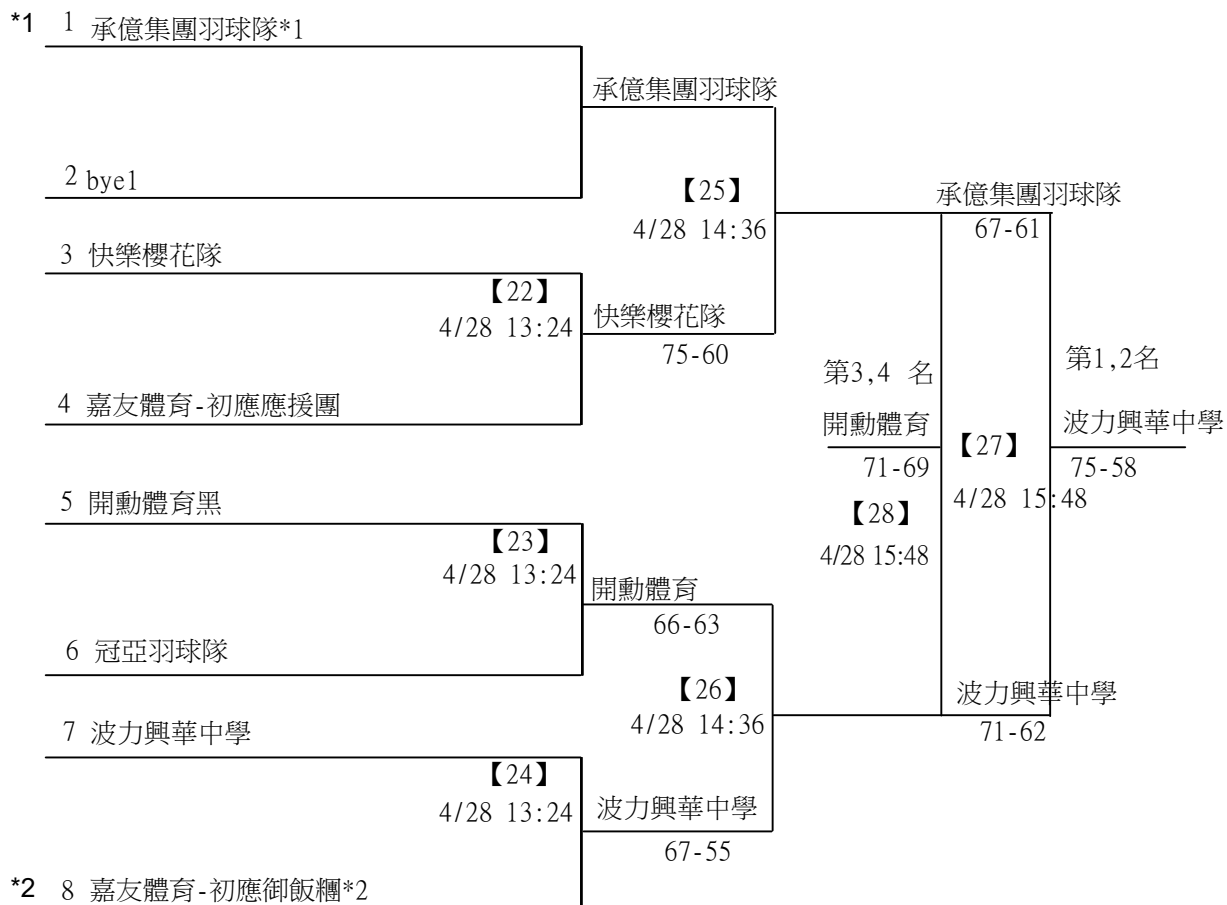 *1 1 承億集團羽球隊*1
承億集團羽球隊
2 bye1
【25】
4/28 14:36
承億集團羽球隊
67-61
3 快樂櫻花隊
【22】
4/28 13:24
快樂櫻花隊
75-60
4 嘉友體育-初應應援團
第3,4 名
開動體育
71-69
【28】
4/28 15:48
第1,2名
【27】
4/28 15:48
波力興華中學
75-58
5 開動體育黑
【23】
4/28 13:24
開動體育
66-63
6 冠亞羽球隊
【26】
4/28 14:36
波力興華中學
71-62
7 波力興華中學
【24】
4/28 13:24
波力興華中學
67-55
*2 8 嘉友體育-初應御飯糰*2